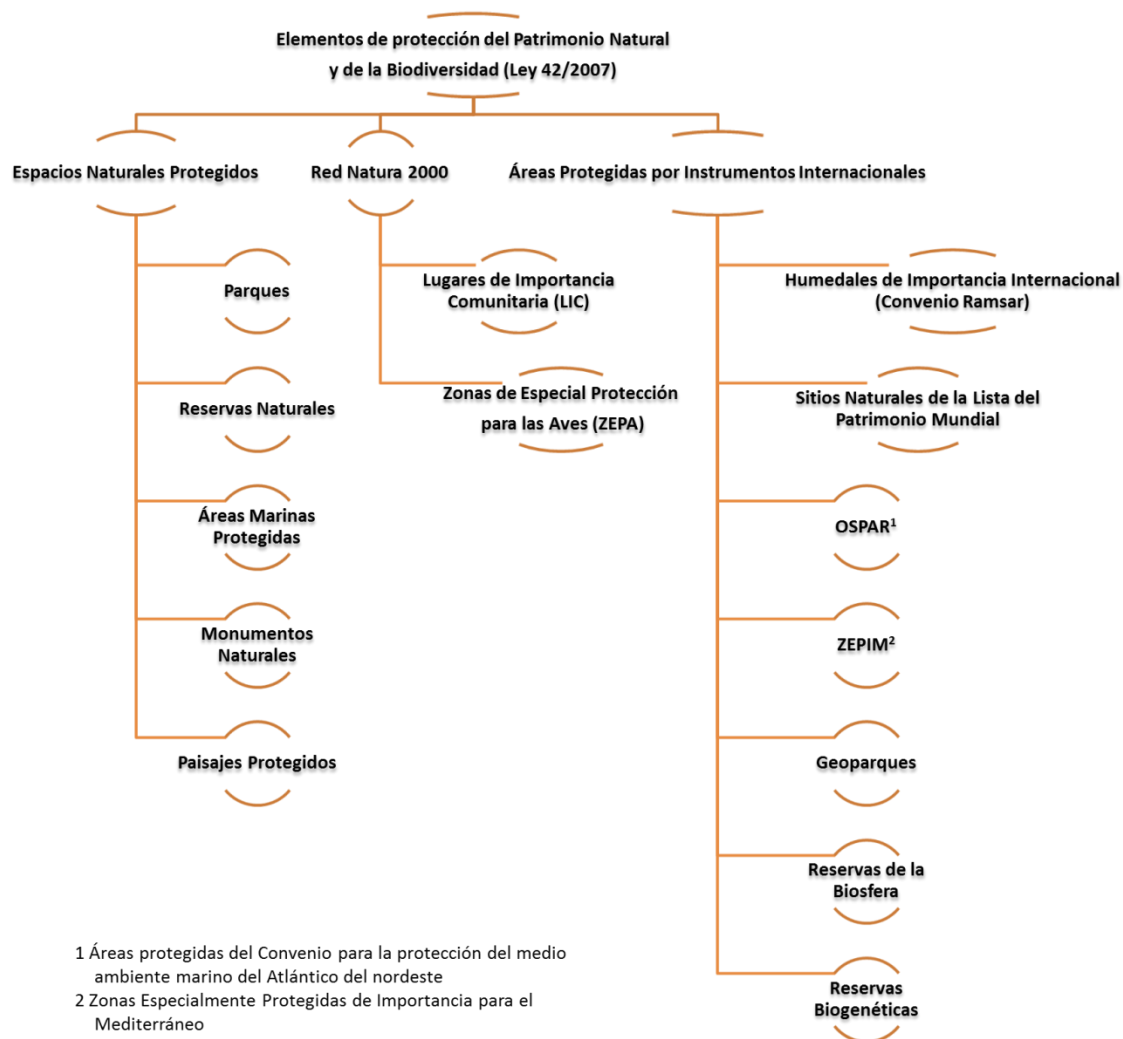 Elementos de protección del Patrimonio Natural
y de la Biodiversidad (Ley 42/2007)
Espacios Naturales Protegidos
Red Natura 2000
Áreas Protegidas por Instrumentos Internacionales
Parques
Reservas Naturales
Áreas Marinas
Protegidas
Monumentos
Naturales
Paisajes Protegidos
Lugares de Importancia
Comunitaria (LIC)
Zonas de Especial Protección
para las Aves (ZEPA)
Humedales de Importancia Internacional
(Convenio Ramsar)
Sitios Naturales de la Lista del
Patrimonio Mundial
OSPAR¹
ZEPIM²
Geoparques
Reservas de la
Biosfera
Reservas
Biogenéticas
1 Áreas protegidas del Convenio para la protección del medio
ambiente marino del Atlántico del nordeste
2 Zonas Especialmente Protegidas de Importancia para el
Mediterráneo